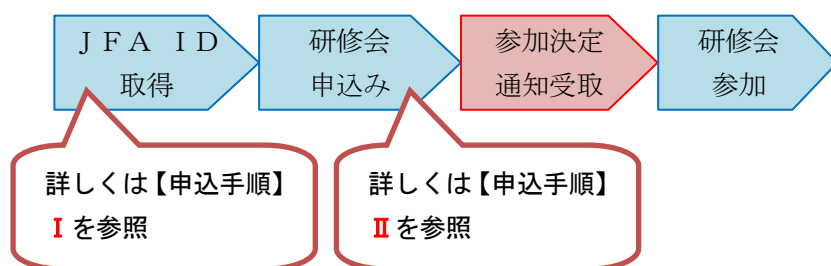 ＪＦＡ　ＩＤ
取得
研修会
申込み
参加決定
通知受取
研修会
参加
詳しくは【申込手順】
Ⅰを参照
詳しくは【申込手順】
Ⅱを参照